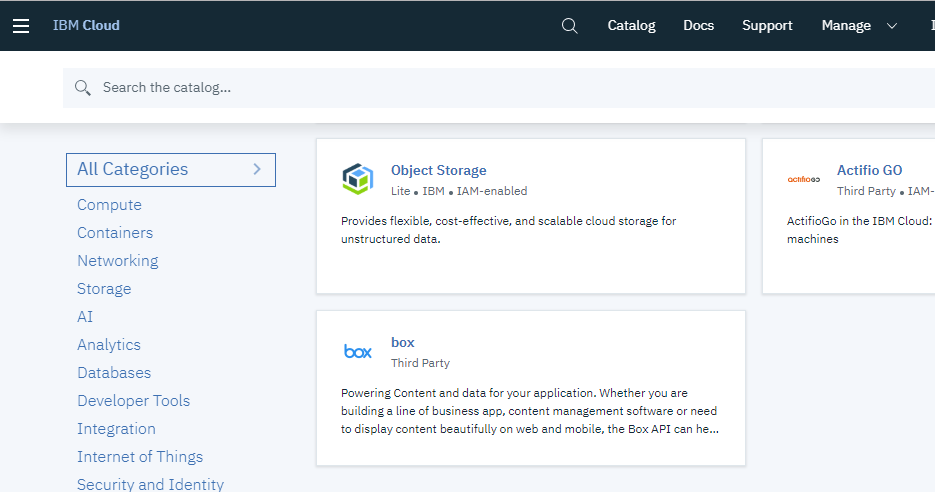 IBM Cloud
Catalog
Docs
Support
Manage
Search the catalog...
All Categories
Compute
Containers
Networking
Storage
AI
Analytics
Databases
Developer Tools
Integration
Internet of Things
Security and Identity
Object Storage
Lite • IBM • IAM-enabled
Provides flexible, cost-effective, and scalable cloud storage for
unstructured data.
actifio GO
Actifio GO
Third Party • IAM-
ActifioGo in the IBM Cloud:
machines
box
box
Third Party
Powering Content and data for your application. Whether you are
building a line of business app, content management software or need
to display content beautifully on web and mobile, the Box API can he...